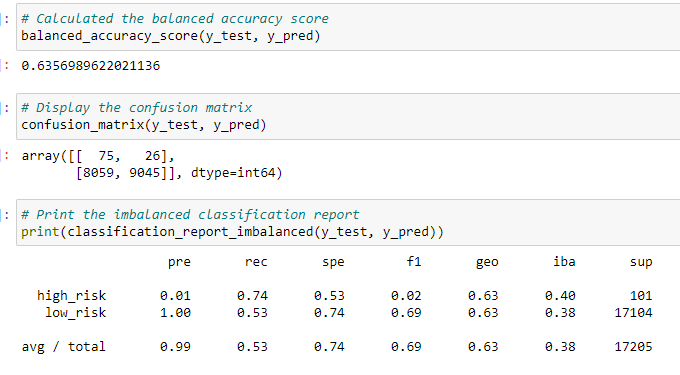 ]: # Calculated the balanced accuracy score
balanced_accuracy_score(y_test, y_pred)
]: 0.6356989622021136
]: # Display the confusion matrix
confusion_matrix(y_test, y_pred)
]: array([[  75,   26],
       [8059, 9045]], dtype=int64)
]: # Print the imbalanced classification report
print(classification_report_imbalanced(y_test, y_pred))
pre rec spe f1 geo iba sup
high_risk 0.01 0.74 0.53 0.02 0.63 0.40 101
low_risk 1.00 0.53 0.74 0.69 0.63 0.38 17104
avg / total 0.99 0.53 0.74 0.69 0.63 0.38 17205